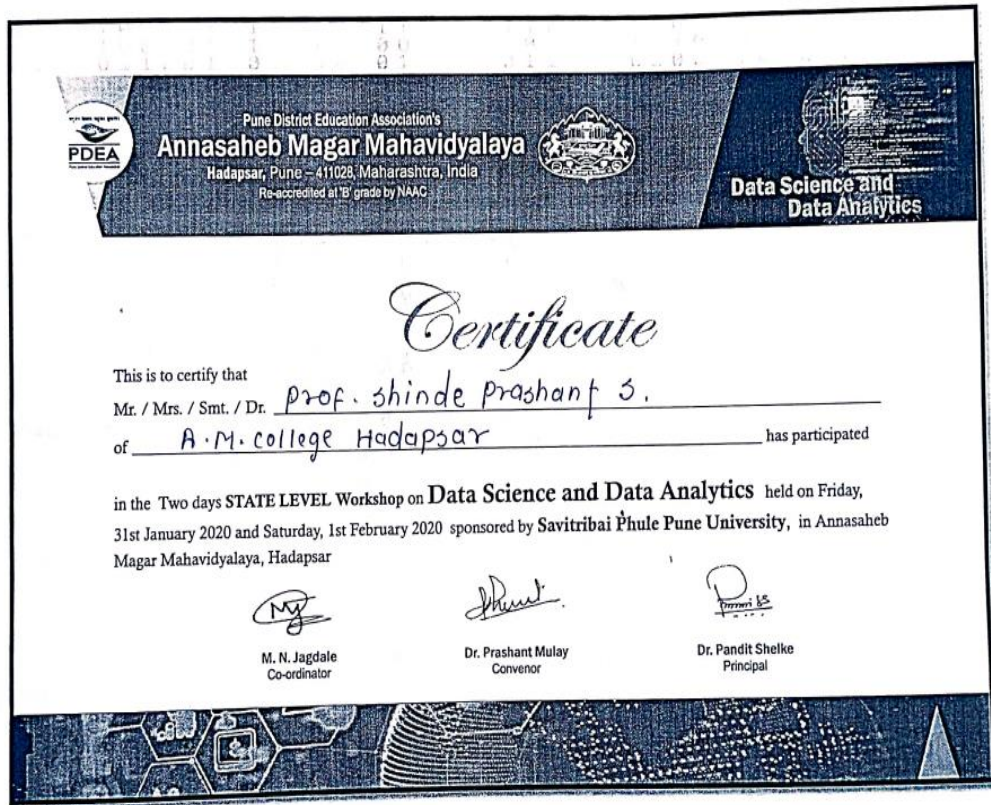 Pune District Education Association's
Annasaheb Magar Mahavidyalaya
Hadapsar, Pune – 411028, Maharashtra, India
Re-accredited at 'B' grade by NAAC
PDEA
Data Science and
Data Analytics
Certificate
This is to certify that
Mr. / Mrs. / Smt. / Dr. Prof. Shinde Prashant S.
of A.M. College Hadapsar has participated
in the Two days STATE LEVEL Workshop on Data Science and Data Analytics held on Friday,
31st January 2020 and Saturday, 1st February 2020 sponsored by Savitribai Phule Pune University, in Annasaheb
Magar Mahavidyalaya, Hadapsar
M. N. Jagdale
Co-ordinator
Dr. Prashant Mulay
Convenor
Dr. Pandit Shelke
Principal